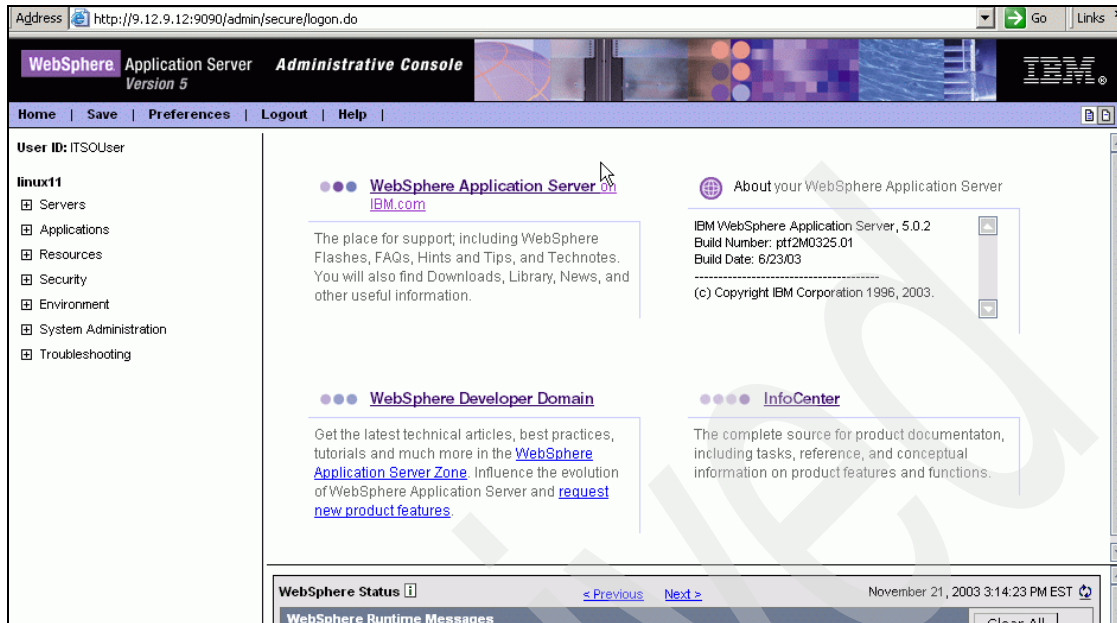 Address http://9.12.9.12:9090/admin/secure/logon.do Go Links
WebSphere Application Server Administrative Console
Version 5
IBM®
Home | Save | Preferences | Logout | Help |
User ID: ITSOUser
linux11
Servers
Applications
Resources
Security
Environment
System Administration
Troubleshooting
WebSphere Application Server on
IBM.com
The place for support; including WebSphere
Flashes, FAQs, Hints and Tips, and Technotes.
You will also find Downloads, Library, News, and
other useful information.
About your WebSphere Application Server
IBM WebSphere Application Server, 5.0.2
Build Number: ptf2M0325.01
Build Date: 6/23/03
----------------------------------------
(c) Copyright IBM Corporation 1996, 2003.
WebSphere Developer Domain
Get the latest technical articles, best practices,
tutorials and much more in the WebSphere
Application Server Zone. Influence the evolution
of WebSphere Application Server and request
new product features.
InfoCenter
The complete source for product documentaton,
including tasks, reference, and conceptual
information on product features and functions.
WebSphere Status i < Previous Next > November 21, 2003 3:14:23 PM EST
WebSphere Runtime Messages Clear All